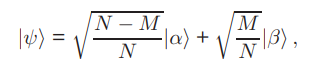 |ψ⟩ = √((N − M)/N) |α⟩ + √(M/N) |β⟩ ,